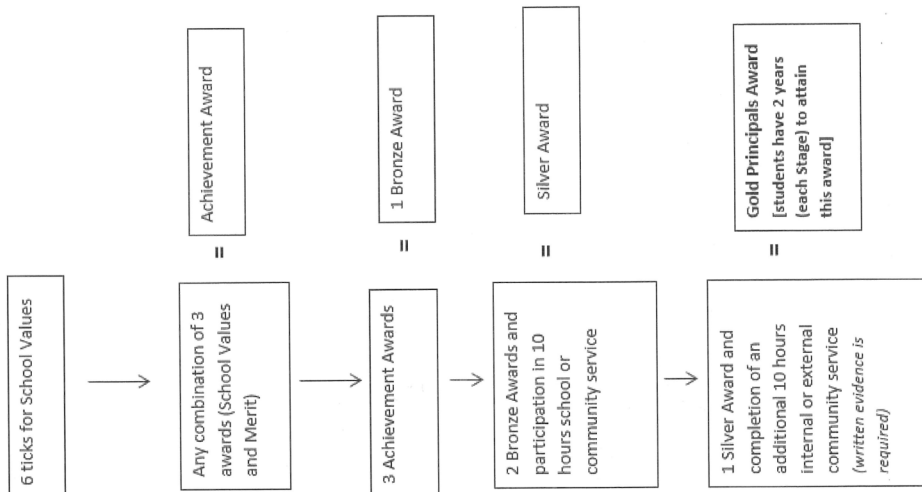 6 ticks for School Values
Any combination of 3
awards (School Values
and Merit)
=
Achievement Award
3 Achievement Awards
=
1 Bronze Award
2 Bronze Awards and
participation in 10
hours school or
community service
=
Silver Award
1 Silver Award and
completion of an
additional 10 hours
internal or external
community service
(written evidence is
required)
=
Gold Principals Award
[students have 2 years
(each Stage) to attain
this award]